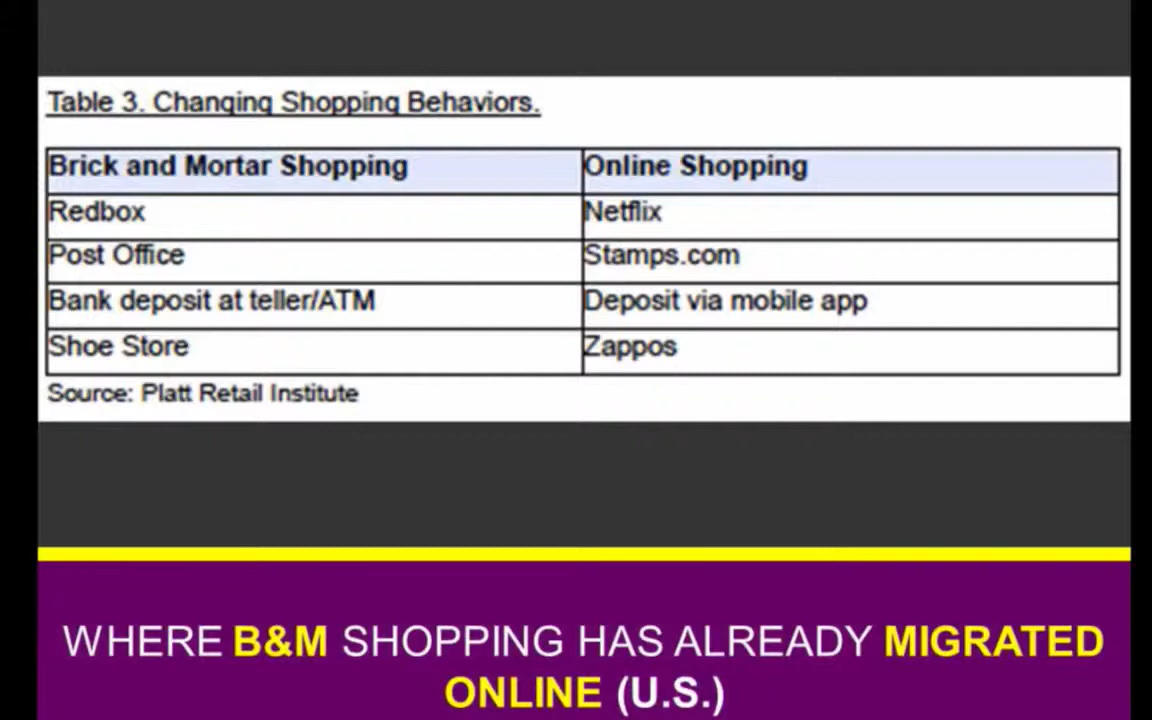 Table 3. Changing Shopping Behaviors.
Brick and Mortar Shopping Online Shopping
Redbox Netflix
Post Office Stamps.com
Bank deposit at teller/ATM Deposit via mobile app
Shoe Store Zappos
Source: Platt Retail Institute
WHERE B&M SHOPPING HAS ALREADY MIGRATED
ONLINE (U.S.)